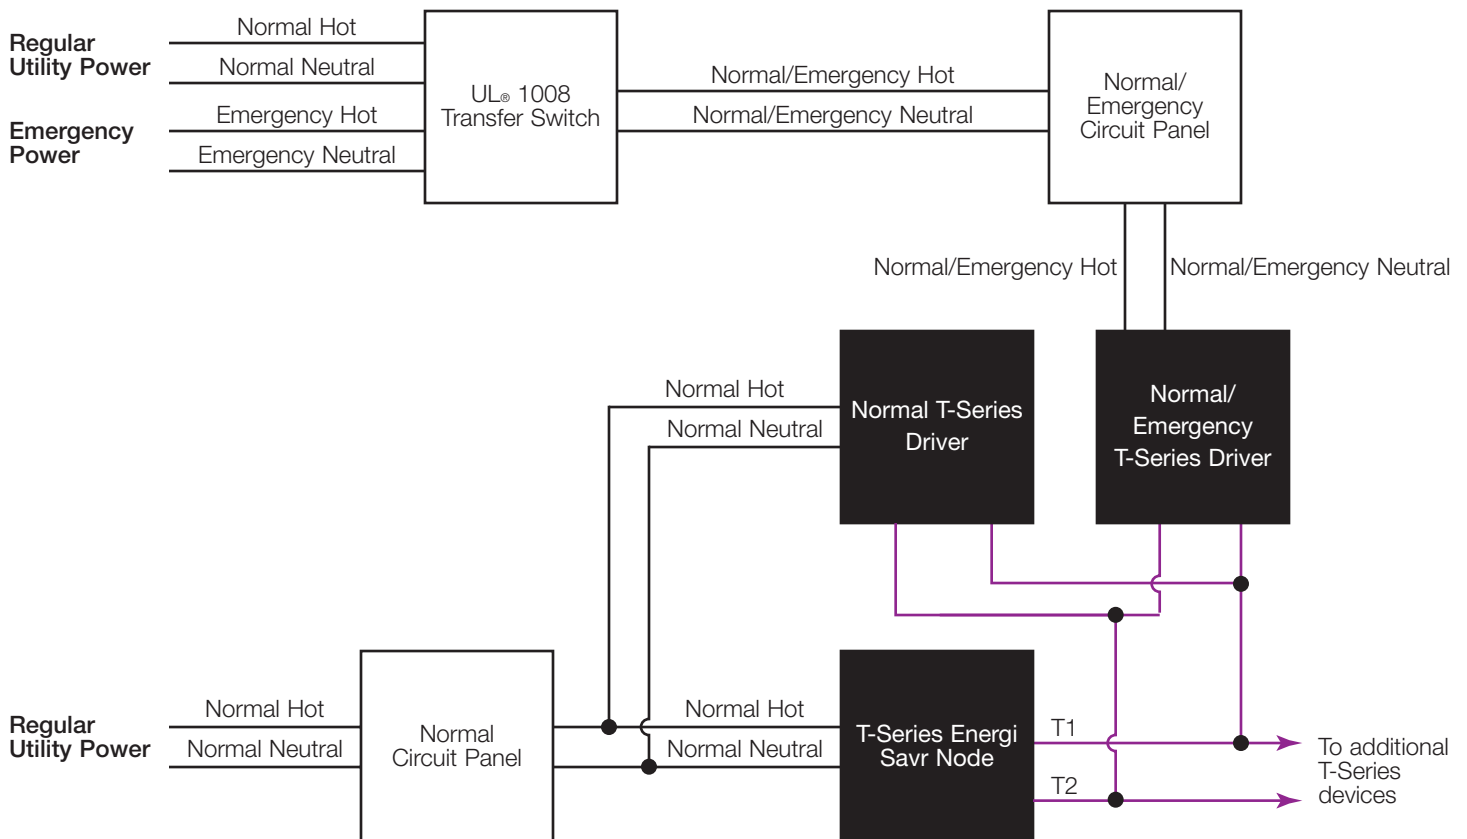 Regular
Utility Power
Normal Hot
Normal Neutral
Emergency
Power
Emergency Hot
Emergency Neutral
UL® 1008
Transfer Switch
Normal/Emergency Hot
Normal/Emergency Neutral
Normal/
Emergency
Circuit Panel
Normal/Emergency Hot
Normal/Emergency Neutral
Normal Hot
Normal Neutral
Normal T-Series
Driver
Normal/
Emergency
T-Series Driver
Regular
Utility Power
Normal Hot
Normal Neutral
Normal
Circuit Panel
Normal Hot
Normal Neutral
T-Series Energi
Savr Node
T1
T2
To additional
T-Series
devices